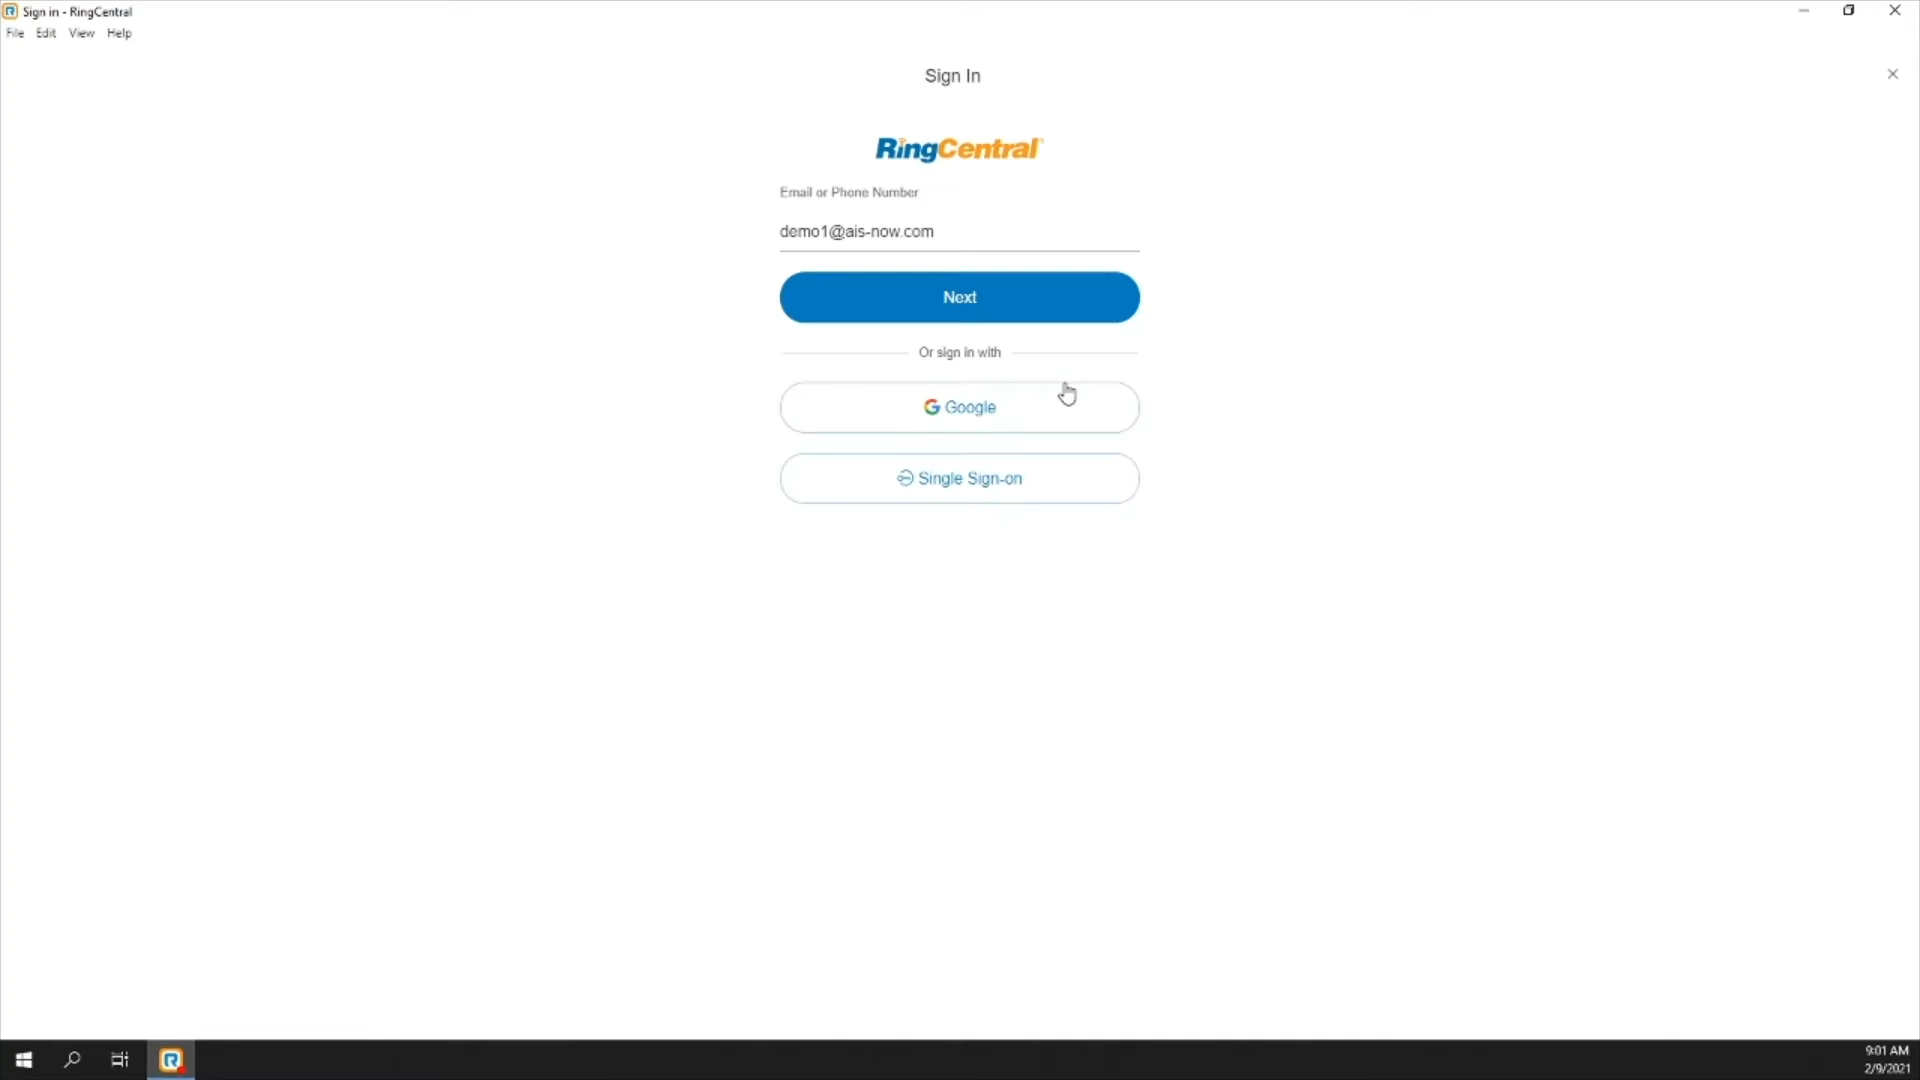 Sign in - RingCentral
File Edit View Help
Sign In
RingCentral
Email or Phone Number
demo1@ais-now.com
Next
Or sign in with
Google
Single Sign-on
9:01 AM
2/9/2021